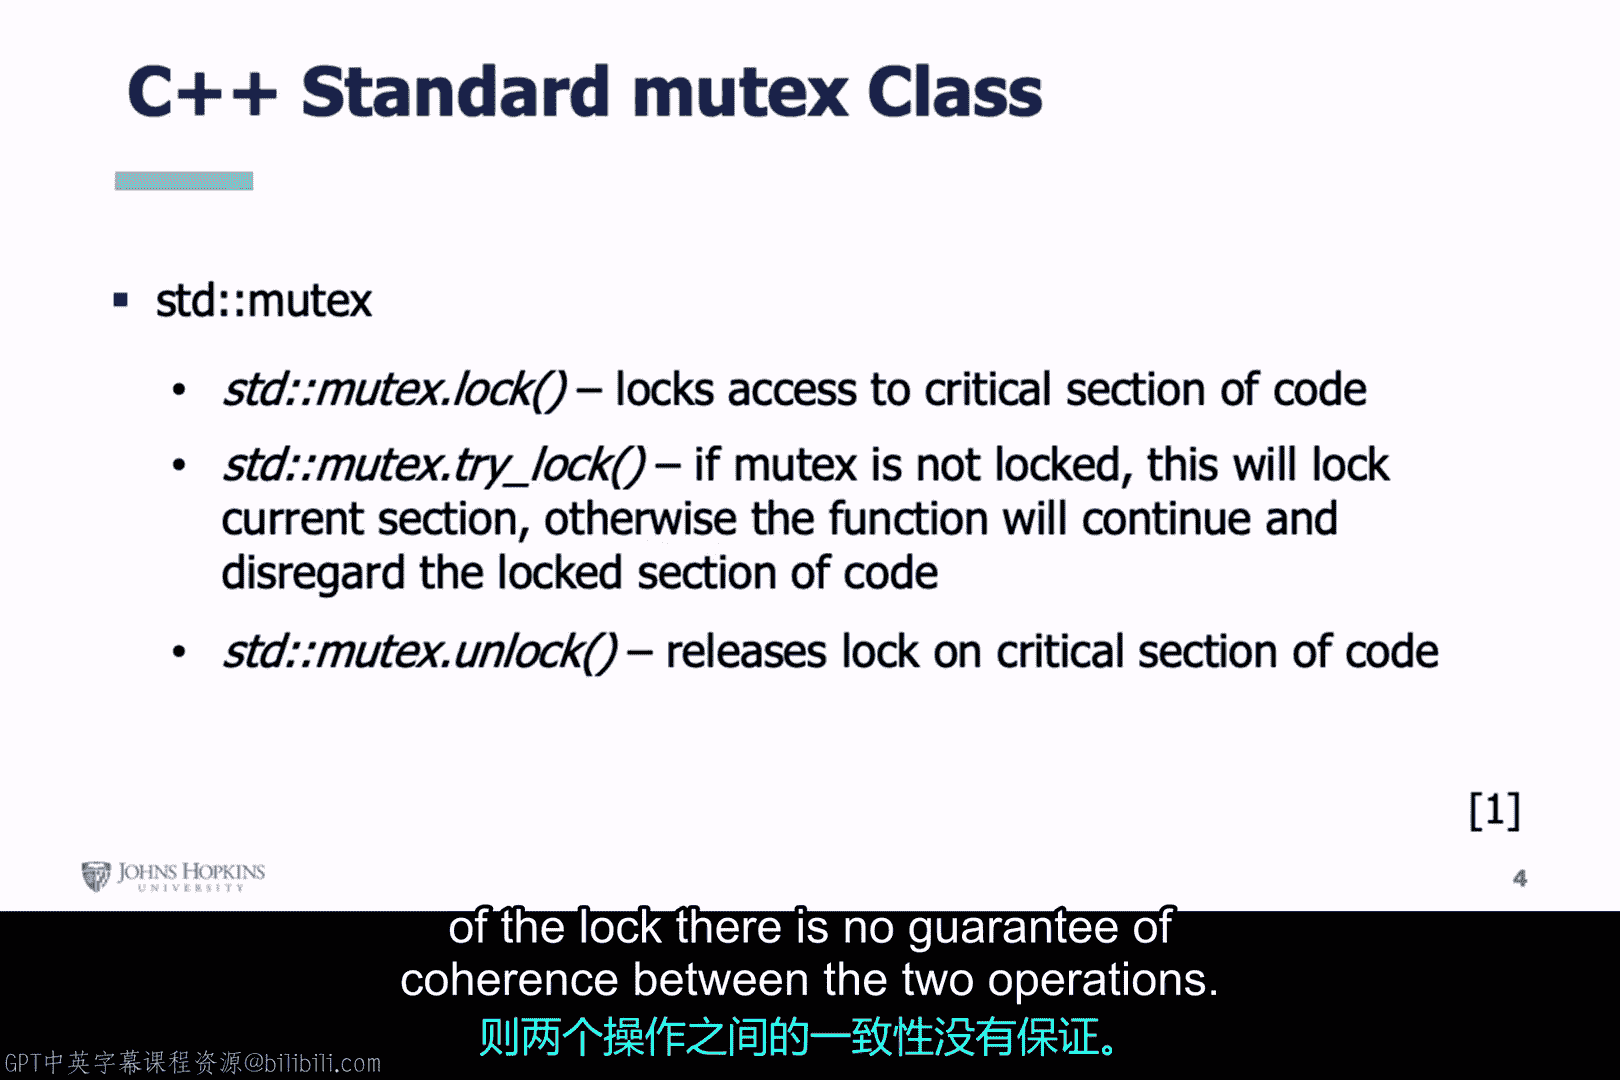 C++ Standard mutex Class
▪ std::mutex
• std::mutex.lock() – locks access to critical section of code
• std::mutex.try_lock() – if mutex is not locked, this will lock
current section, otherwise the function will continue and
disregard the locked section of code
• std::mutex.unlock() – releases lock on critical section of code
[1]
JOHNS HOPKINS
UNIVERSITY
4
of the lock there is no guarantee of
coherence between the two operations.
则两个操作之间的一致性没有保证。
GPT中英字幕课程资源@bilibili.com